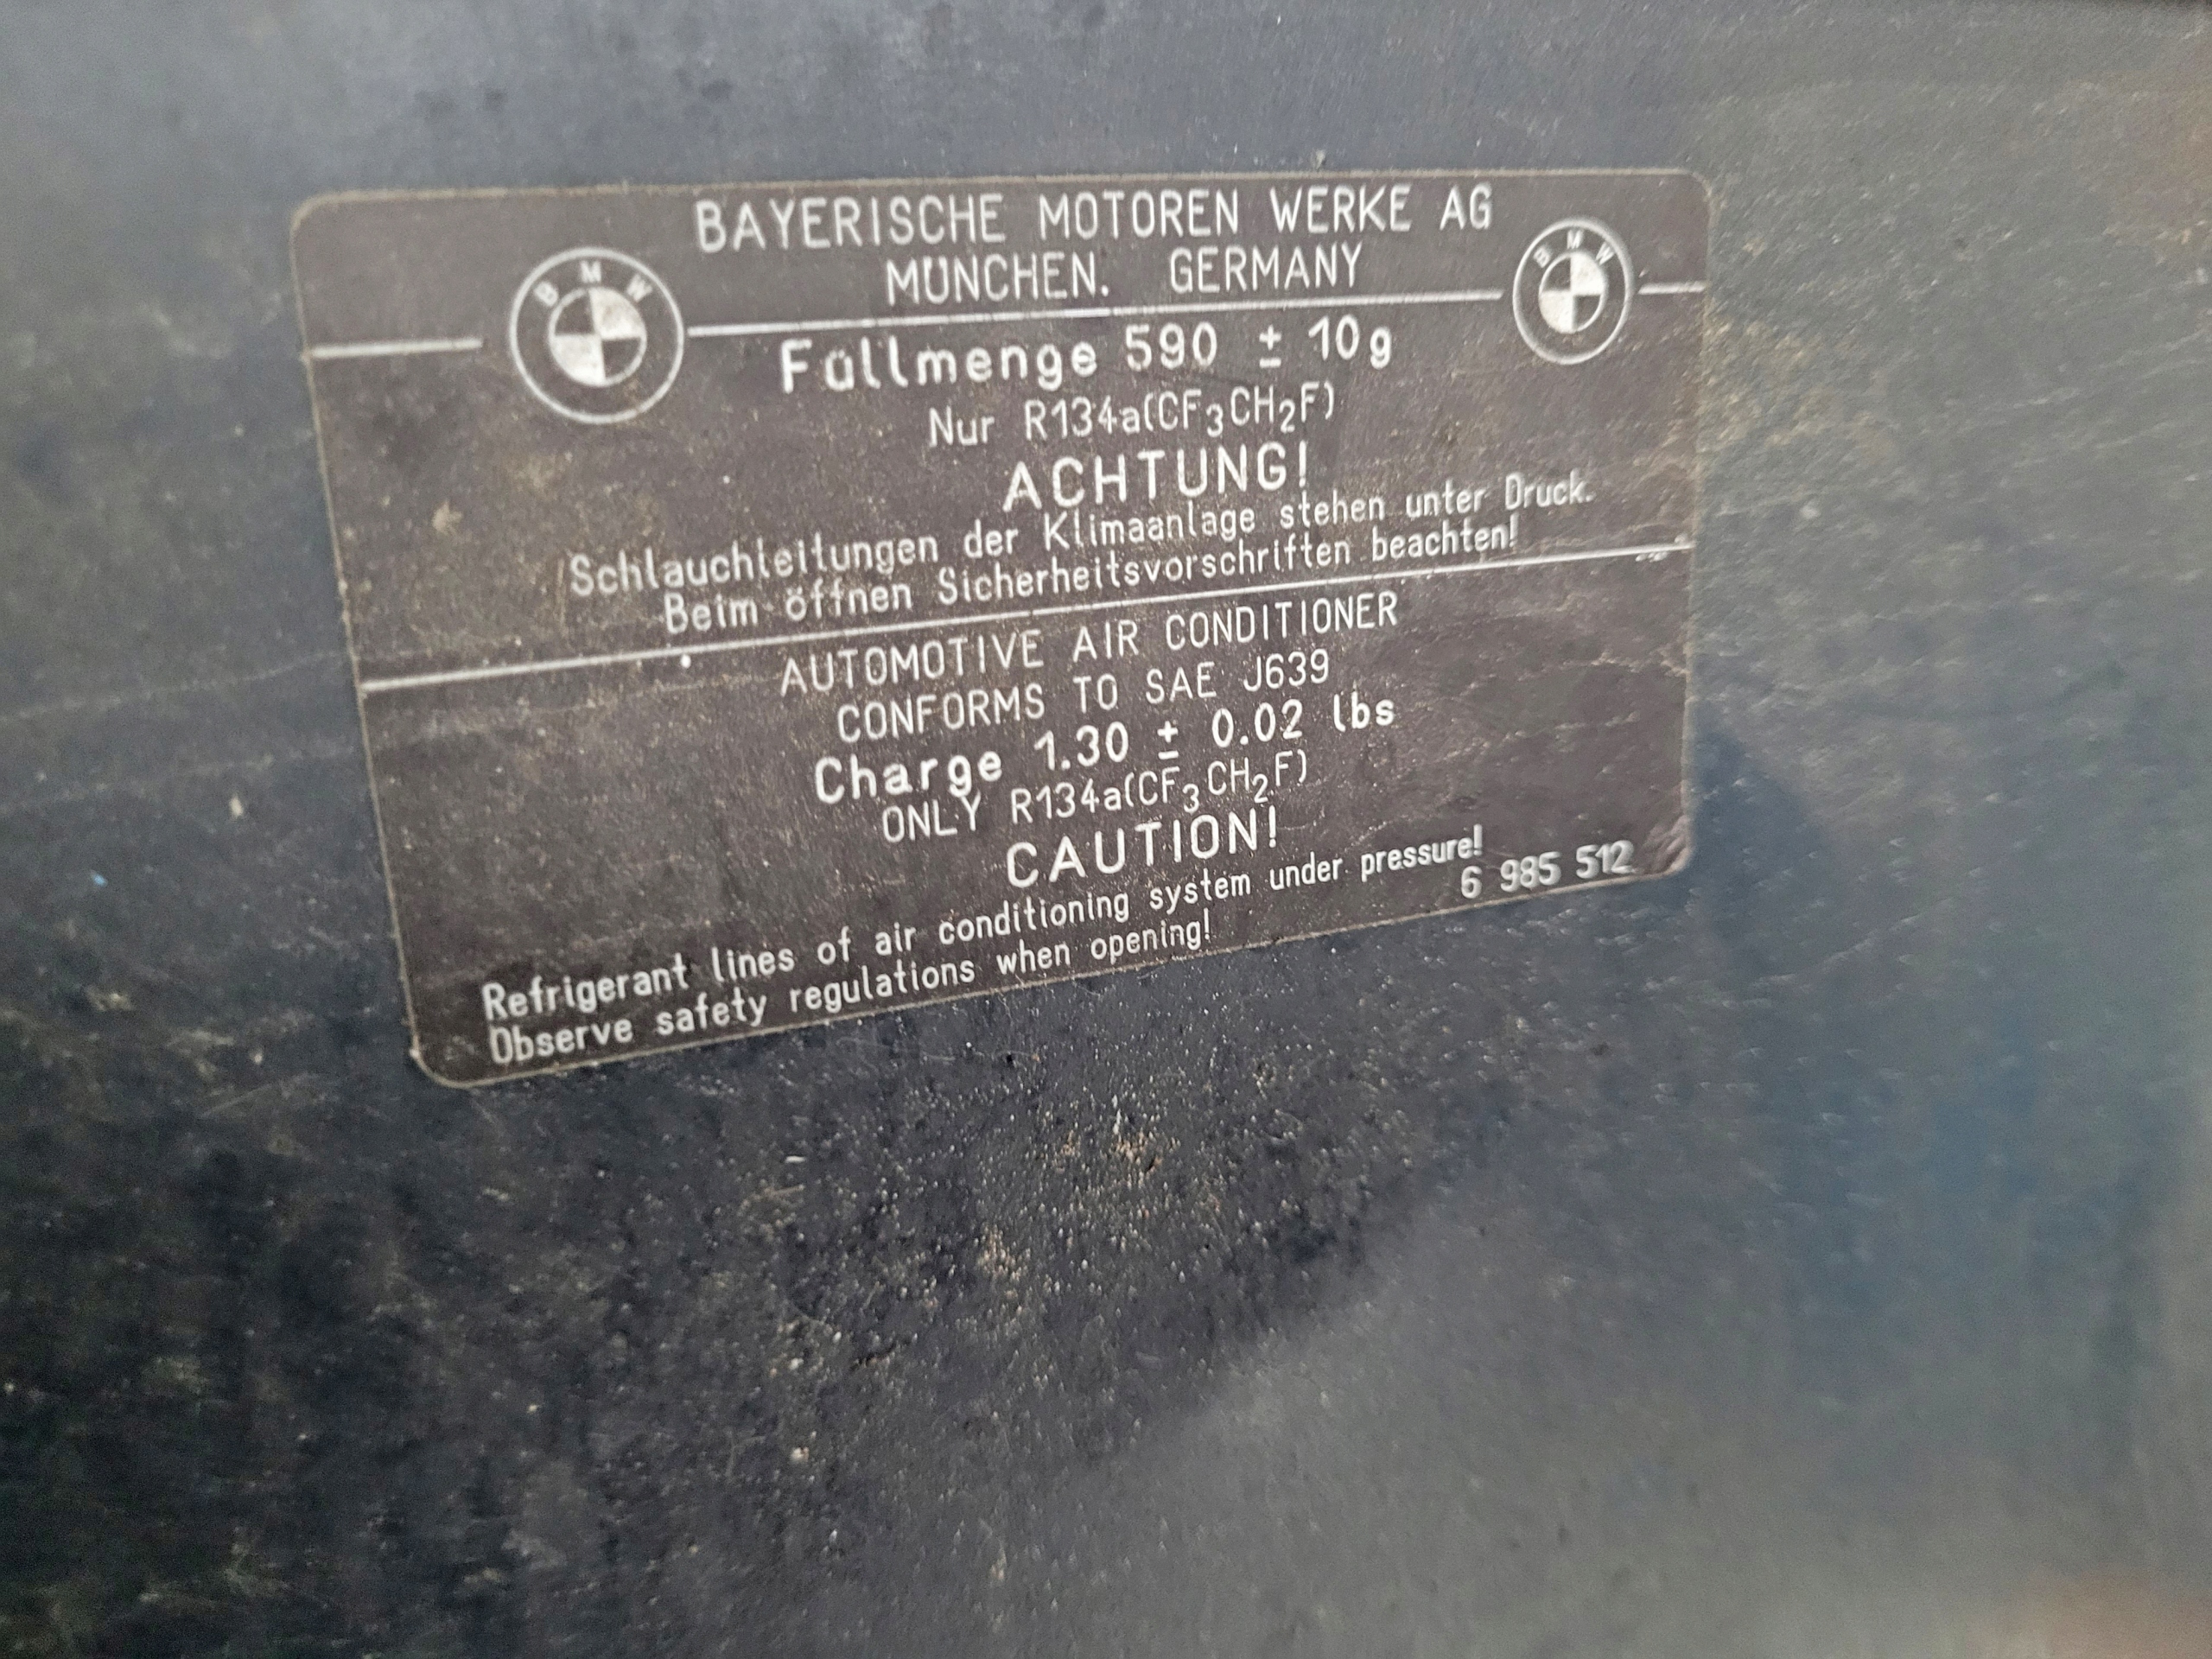 BAYERISCHE MOTOREN WERKE AG
MÜNCHEN. GERMANY
BMW
BMW
Füllmenge 590 ± 10g
Nur R134a(CF₃CH₂F)
ACHTUNG!
Schlauchleitungen der Klimaanlage stehen unter Druck.
Beim öffnen Sicherheitsvorschriften beachten!
AUTOMOTIVE AIR CONDITIONER
CONFORMS TO SAE J639
Charge 1.30 ± 0.02 lbs
ONLY R134a(CF₃CH₂F)
CAUTION!
Refrigerant lines of air conditioning system under pressure!
Observe safety regulations when opening!
6 985 512